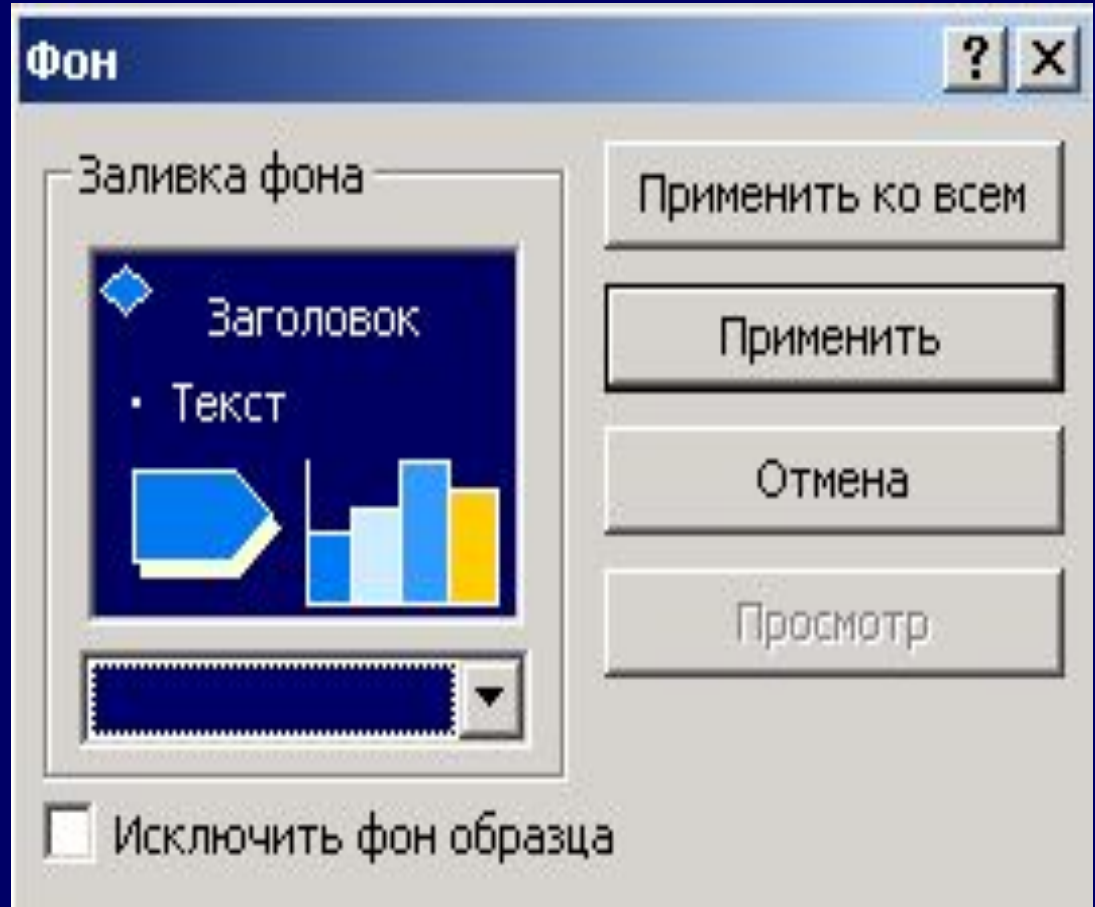 Фон
Заливка фона
Заголовок
· Текст
Исключить фон образца
Применить ко всем
Применить
Отмена
Просмотр